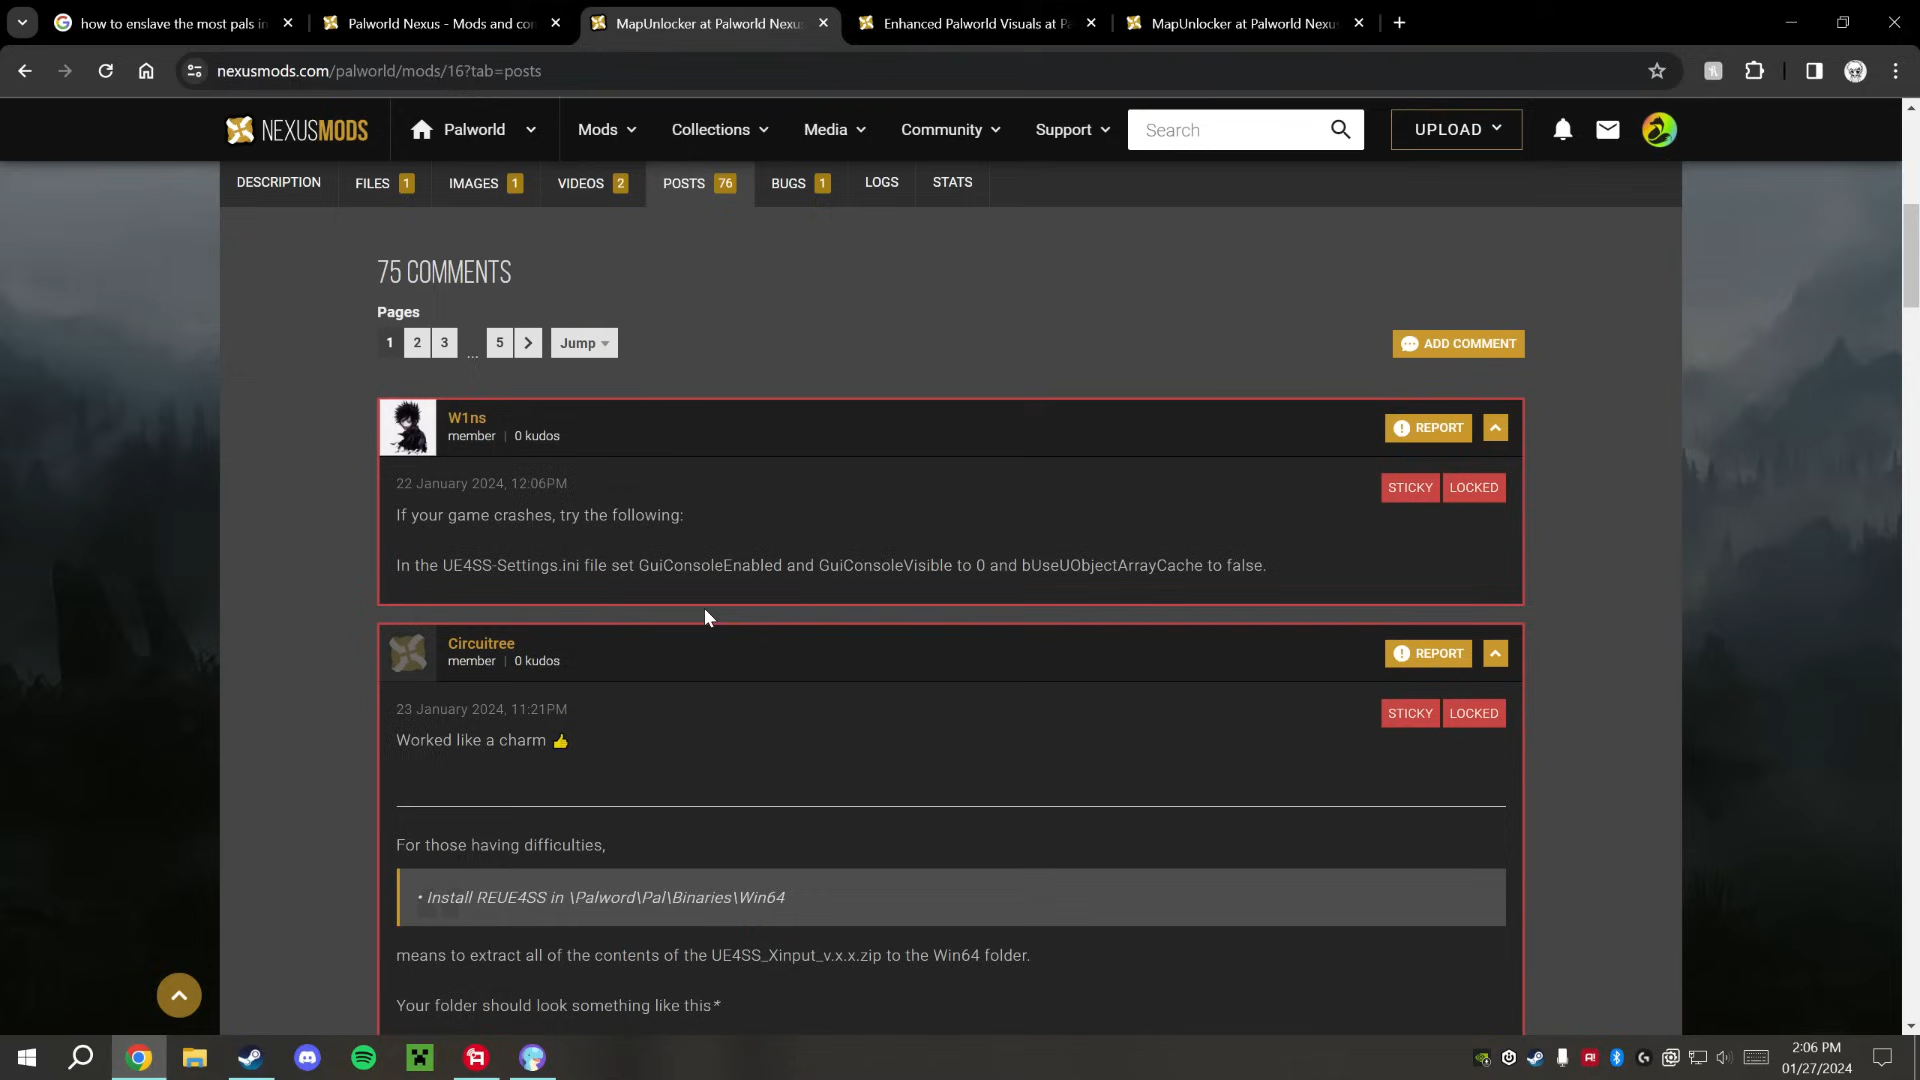 how to enslave the most pals in
Palworld Nexus - Mods and con
MapUnlocker at Palworld Nexus
Enhanced Palworld Visuals at Pa
MapUnlocker at Palworld Nexus
nexusmods.com/palworld/mods/16?tab=posts
NEXUSMODS
Palworld
Mods
Collections
Media
Community
Support
Search
UPLOAD
DESCRIPTION
FILES 1
IMAGES 1
VIDEOS 2
POSTS 76
BUGS 1
LOGS
STATS
75 COMMENTS
Pages
1 2 3 ... 5 Jump
ADD COMMENT
W1ns
member | 0 kudos
REPORT
22 January 2024, 12:06PM
STICKY LOCKED
If your game crashes, try the following:
In the UE4SS-Settings.ini file set GuiConsoleEnabled and GuiConsoleVisible to 0 and bUseUObjectArrayCache to false.
Circuitree
member | 0 kudos
REPORT
23 January 2024, 11:21PM
STICKY LOCKED
Worked like a charm 👍
For those having difficulties,
• Install REUE4SS in \Palword\Pal\Binaries\Win64
means to extract all of the contents of the UE4SS_Xinput_v.x.x.zip to the Win64 folder.
Your folder should look something like this*
2:06 PM
01/27/2024